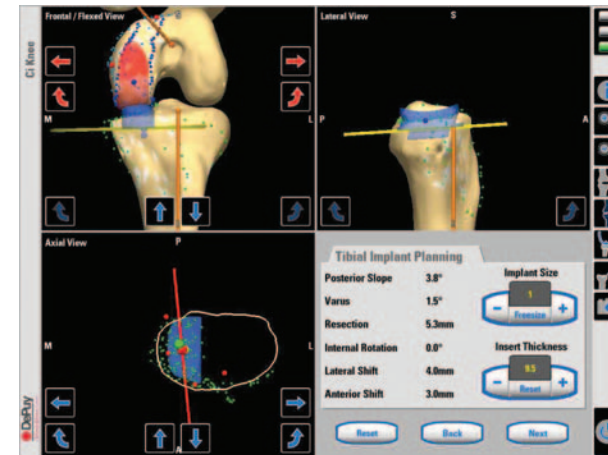 Ci Knee
Frontal / Flexed View
S
M
L
Lateral View
S
P
A
Axial View
P
M
L
A
Tibial Implant Planning
Posterior Slope 3.8°
Varus 1.5°
Resection 5.3mm
Internal Rotation 0.0°
Lateral Shift 4.0mm
Anterior Shift 3.0mm
Implant Size
- 1 +
Freesize
Insert Thickness
- 9.5 +
Reset
Reset Back Next
DePuy